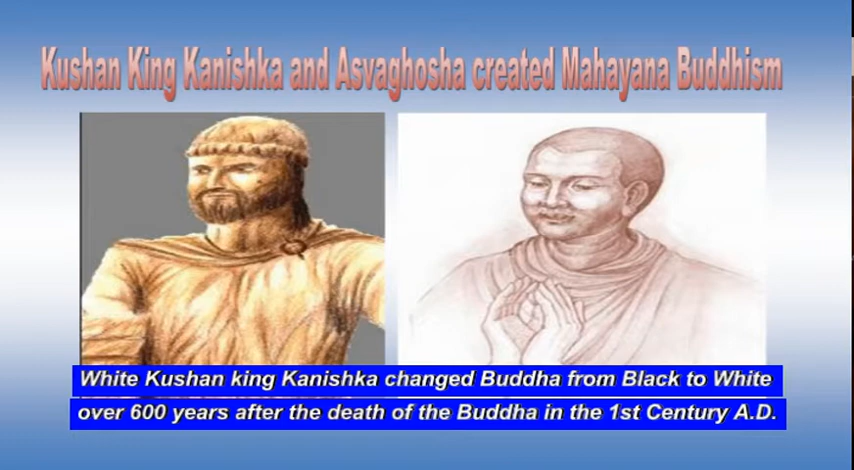 Kushan King Kanishka and Asvaghosha created Mahayana Buddhism
White Kushan king Kanishka changed Buddha from Black to White
over 600 years after the death of the Buddha in the 1st Century A.D.